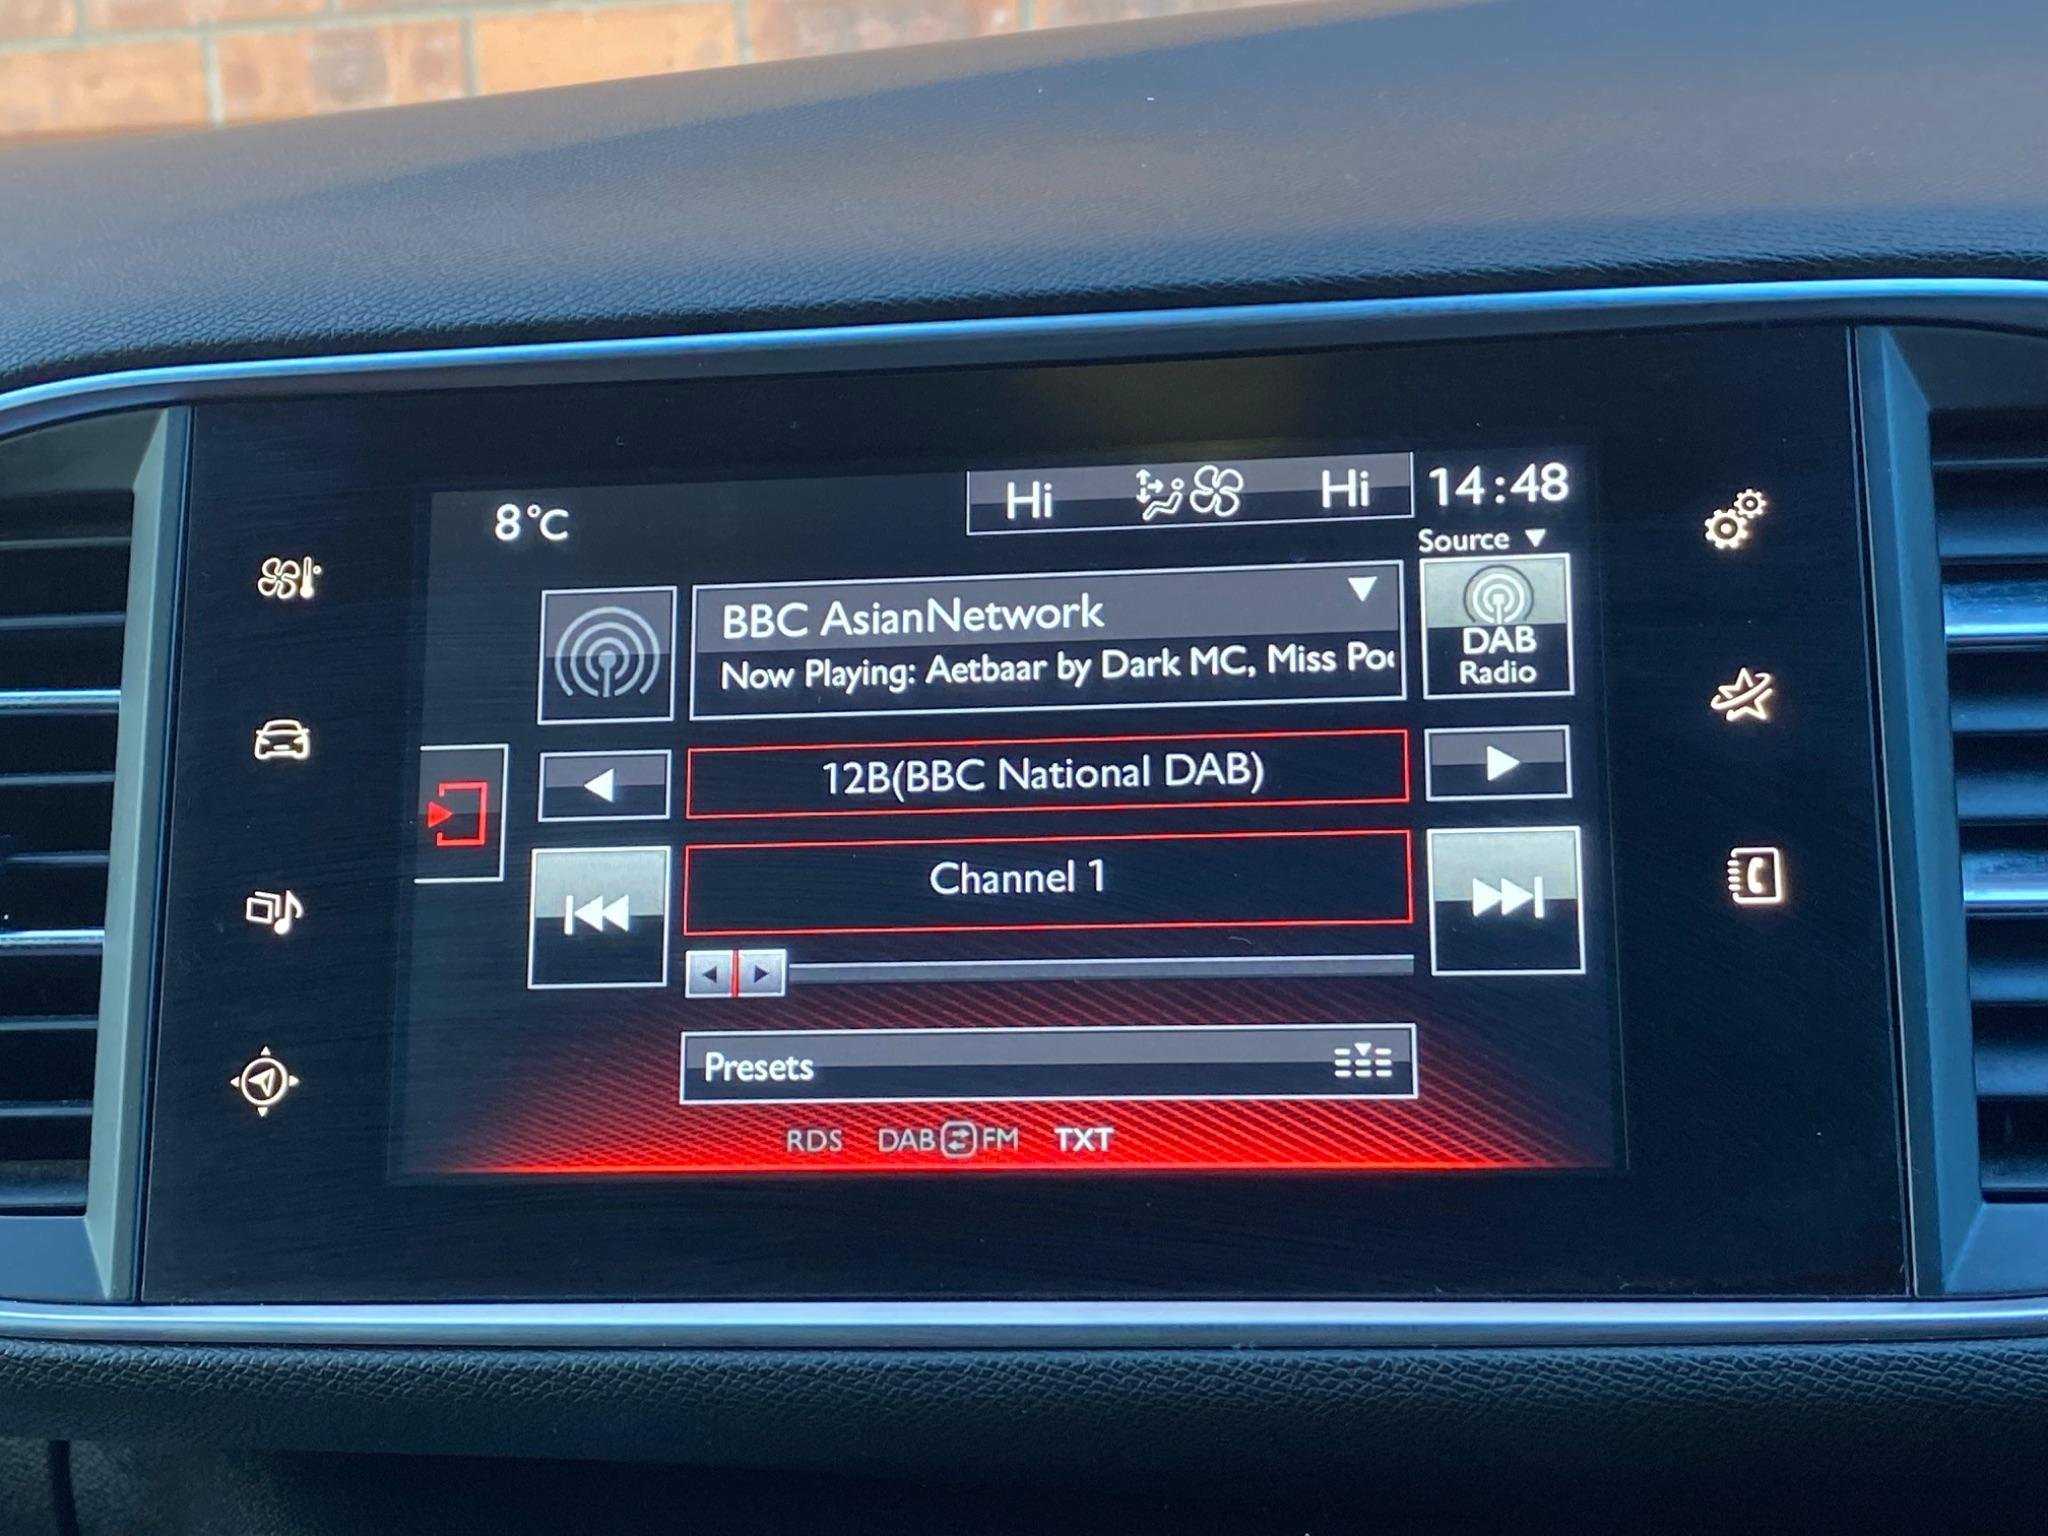 8°C
Hi Hi 14:48
Source
BBC AsianNetwork
Now Playing: Aetbaar by Dark MC, Miss
DAB
Radio
12B(BBC National DAB)
Channel 1
Presets
RDS DAB FM TXT